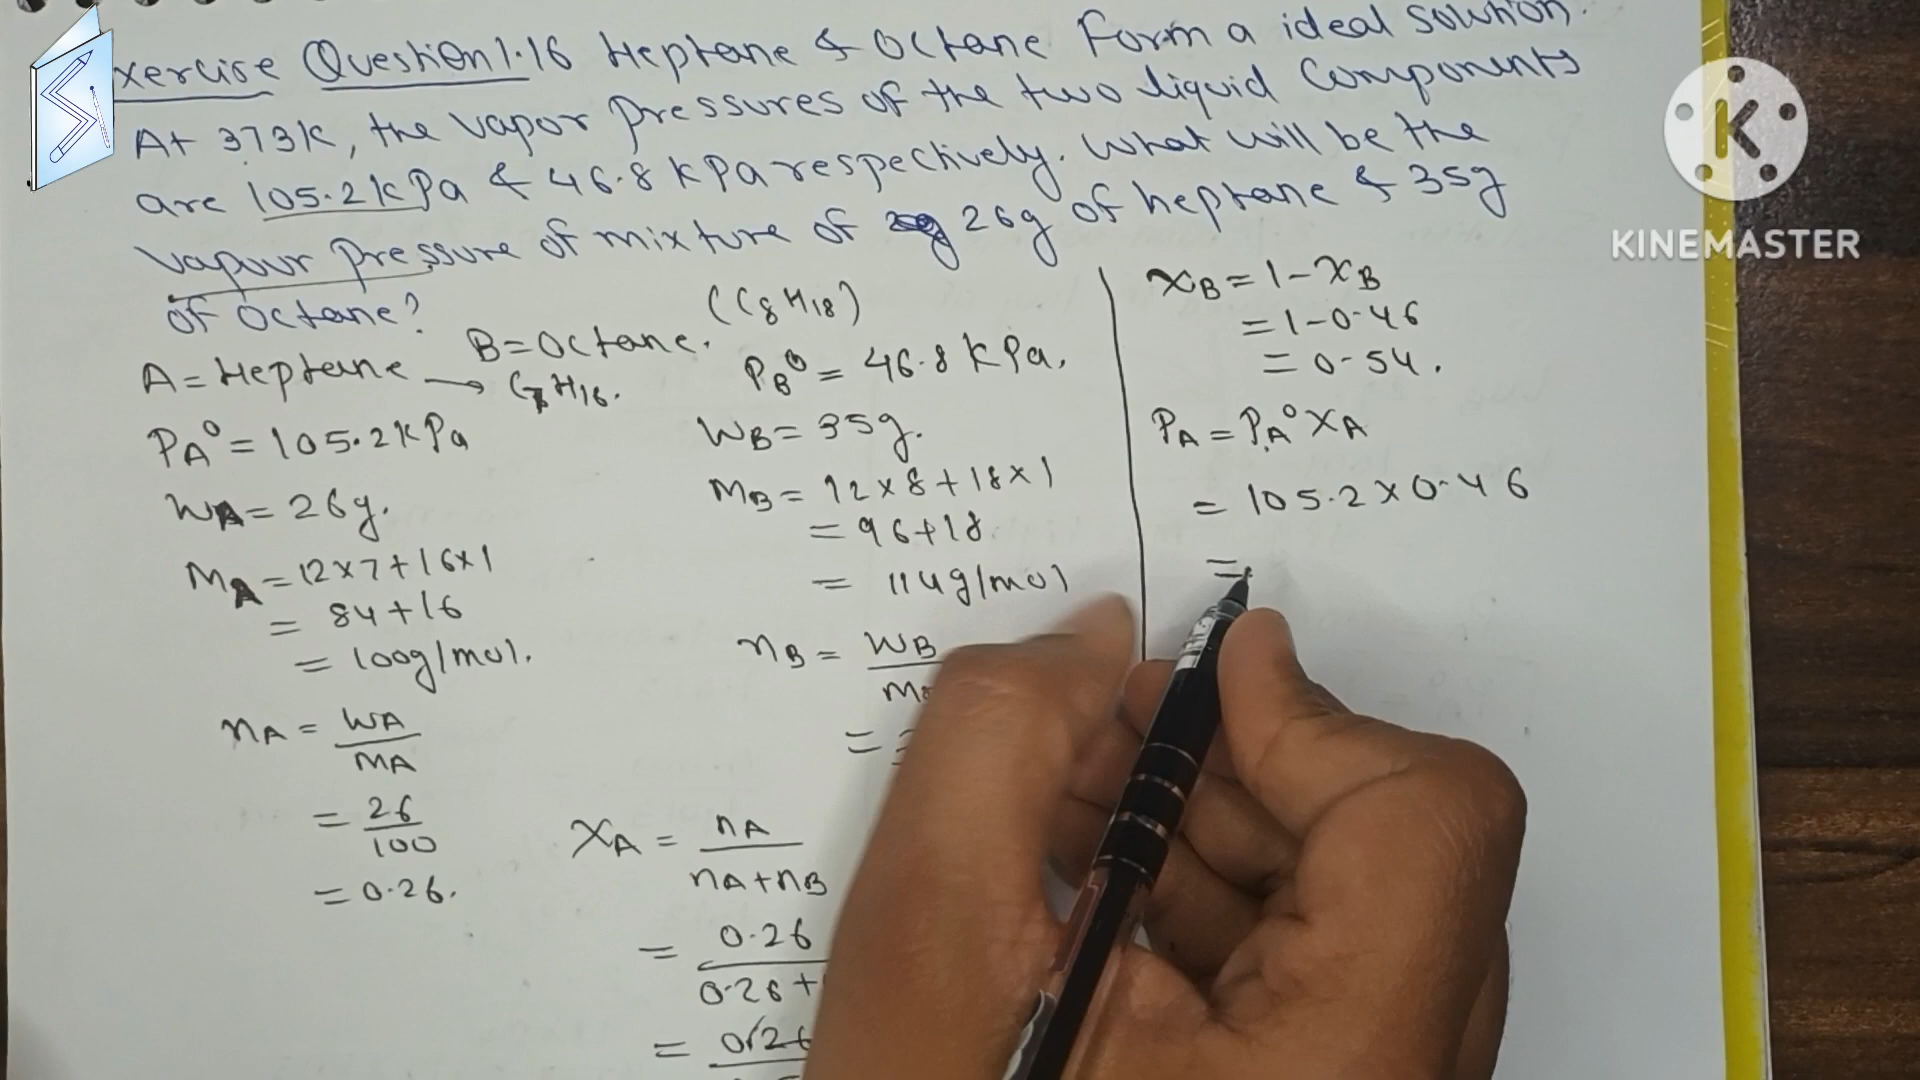 xercise Question 1.16 Heptane & Octane Form a ideal solution.
At 373K, the vapor pressures of the two liquid components
are 105.2 kPa & 46.8 kPa respectively. What will be the
vapour pressure of mixture of 26g of heptane & 35g
of octane?
A = Heptane → C7H16.
PA⁰ = 105.2 kPa
WA = 26g.
MA = 12×7+16×1
= 84+16
= 100g/mol.
nA = WA/MA
= 26/100
= 0.26.
B = Octane. (C8H18)
PB⁰ = 46.8 kPa.
WB = 35g.
MB = 12×8+18×1
= 96+18
= 114g/mol
nB = WB
=
XA = nA/nA+nB
= 0.26
0.26+
= 0.26
XB = 1-XB
= 1-0.46
= 0.54.
PA = PA⁰XA
= 105.2×0.46
=
K
KINEMASTER